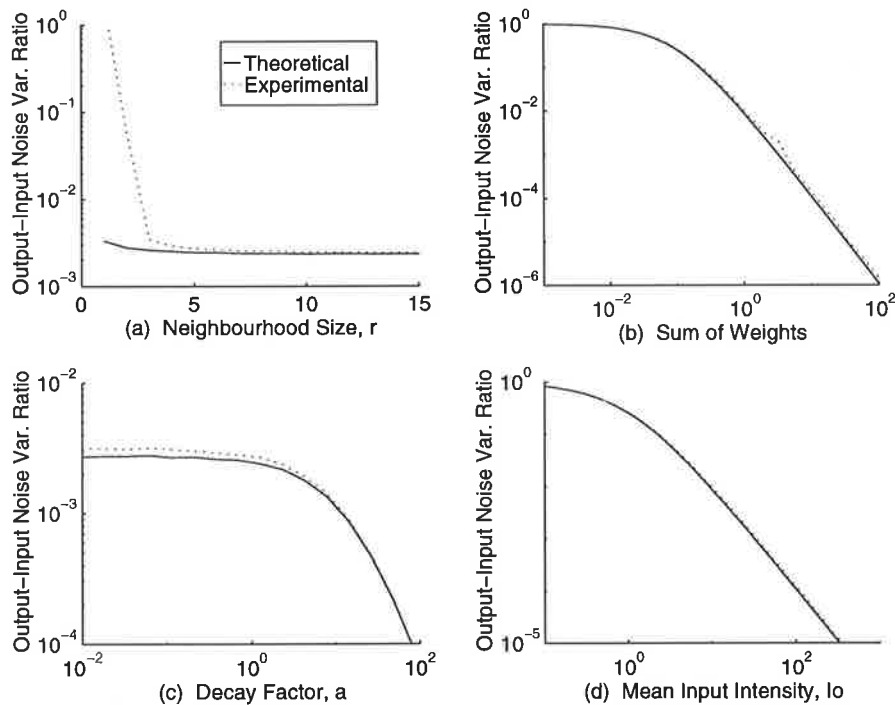 10^0
10^-1
10^-2
10^-3
Output-Input Noise Var. Ratio
Theoretical
Experimental
0 5 10 15
(a) Neighbourhood Size, r
10^0
10^-2
10^-4
10^-6
Output-Input Noise Var. Ratio
10^-2 10^0 10^2
(b) Sum of Weights
10^-2
10^-3
10^-4
Output-Input Noise Var. Ratio
10^-2 10^0 10^2
(c) Decay Factor, a
10^0
10^-5
Output-Input Noise Var. Ratio
10^0 10^2
(d) Mean Input Intensity, Io